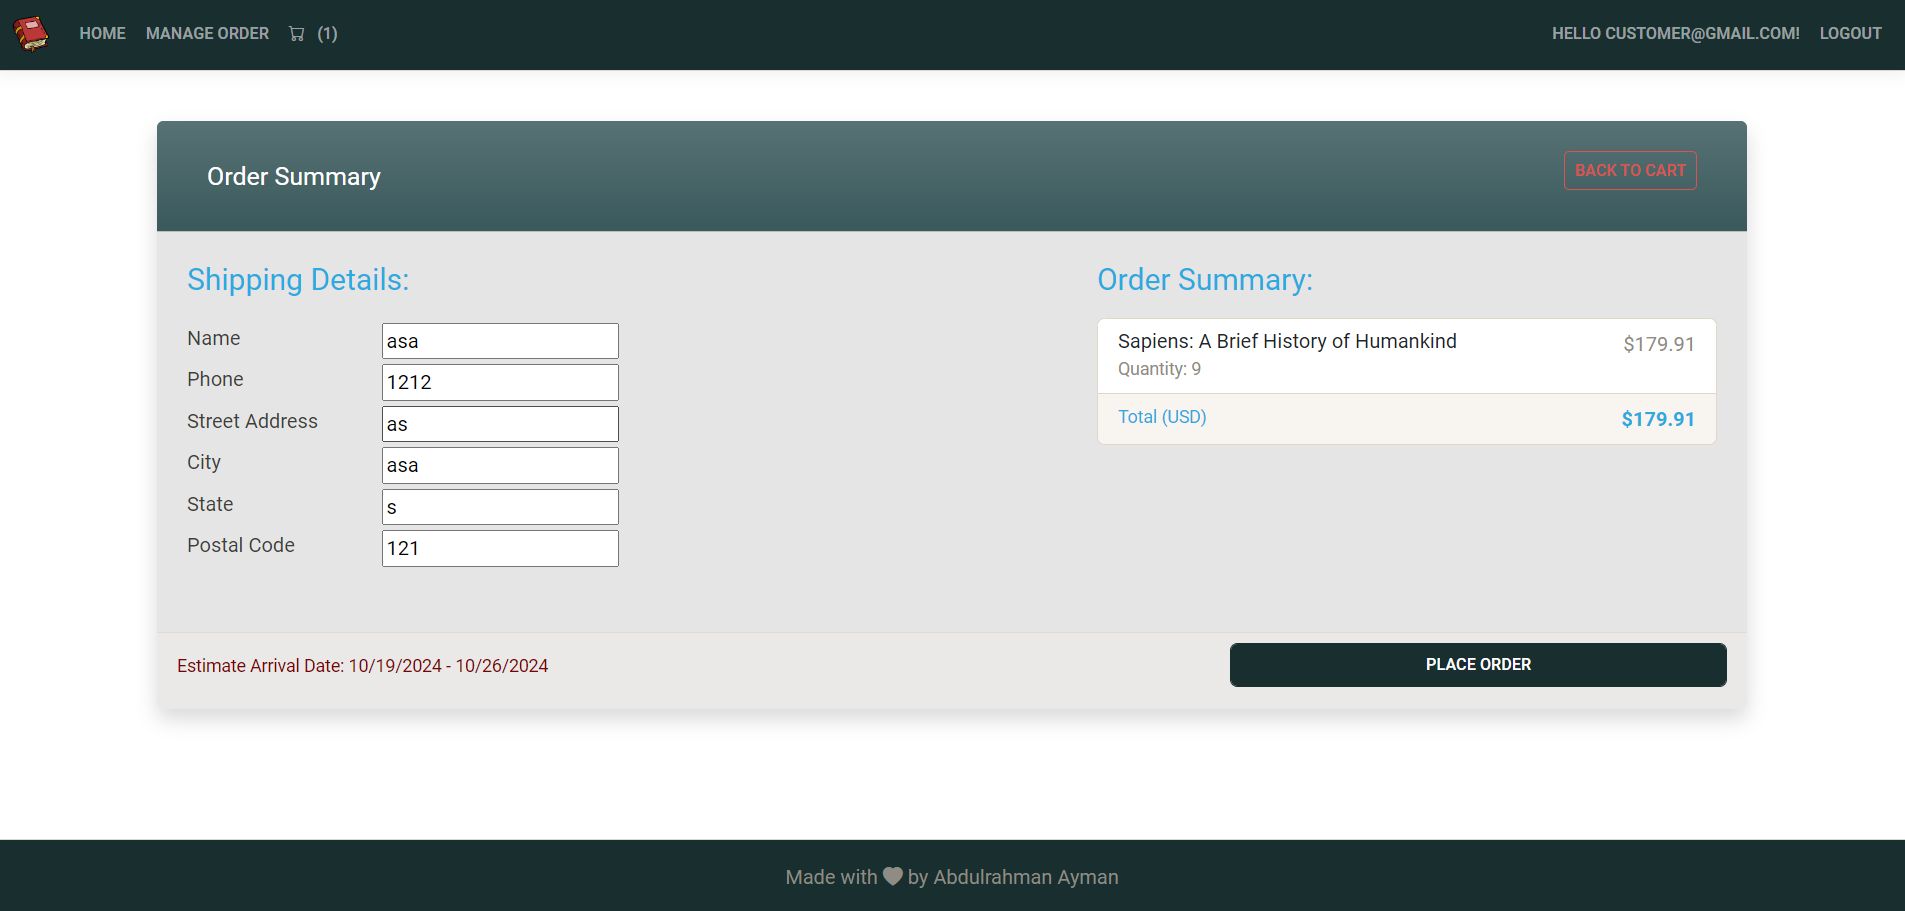 HOME MANAGE ORDER (1) HELLO CUSTOMER@GMAIL.COM! LOGOUT
Order Summary BACK TO CART
Shipping Details:
Name asa
Phone 1212
Street Address as
City asa
State s
Postal Code 121
Order Summary:
Sapiens: A Brief History of Humankind $179.91
Quantity: 9
Total (USD) $179.91
Estimate Arrival Date: 10/19/2024 - 10/26/2024 PLACE ORDER
Made with by Abdulrahman Ayman